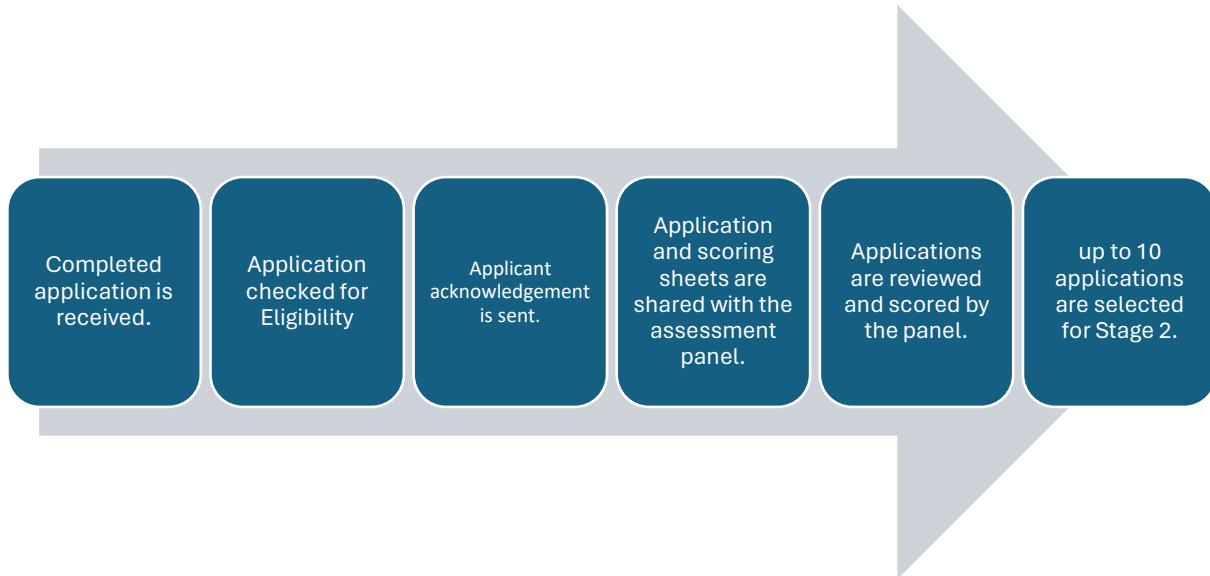 Completed
application is
received.
Application
checked for
Eligibility
Applicant
acknowledgement
is sent.
Application
and scoring
sheets are
shared with the
assessment
panel.
Applications
are reviewed
and scored by
the panel.
up to 10
applications
are selected
for Stage 2.